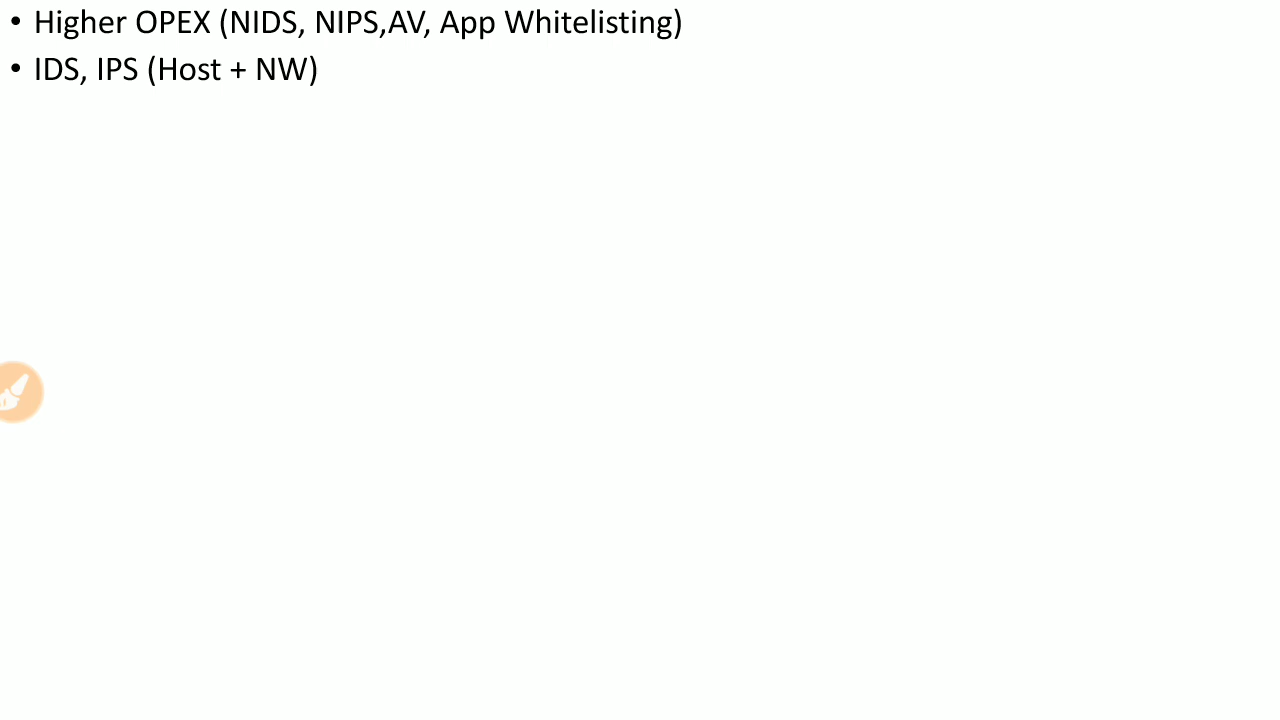 • Higher OPEX (NIDS, NIPS,AV, App Whitelisting)
• IDS, IPS (Host + NW)